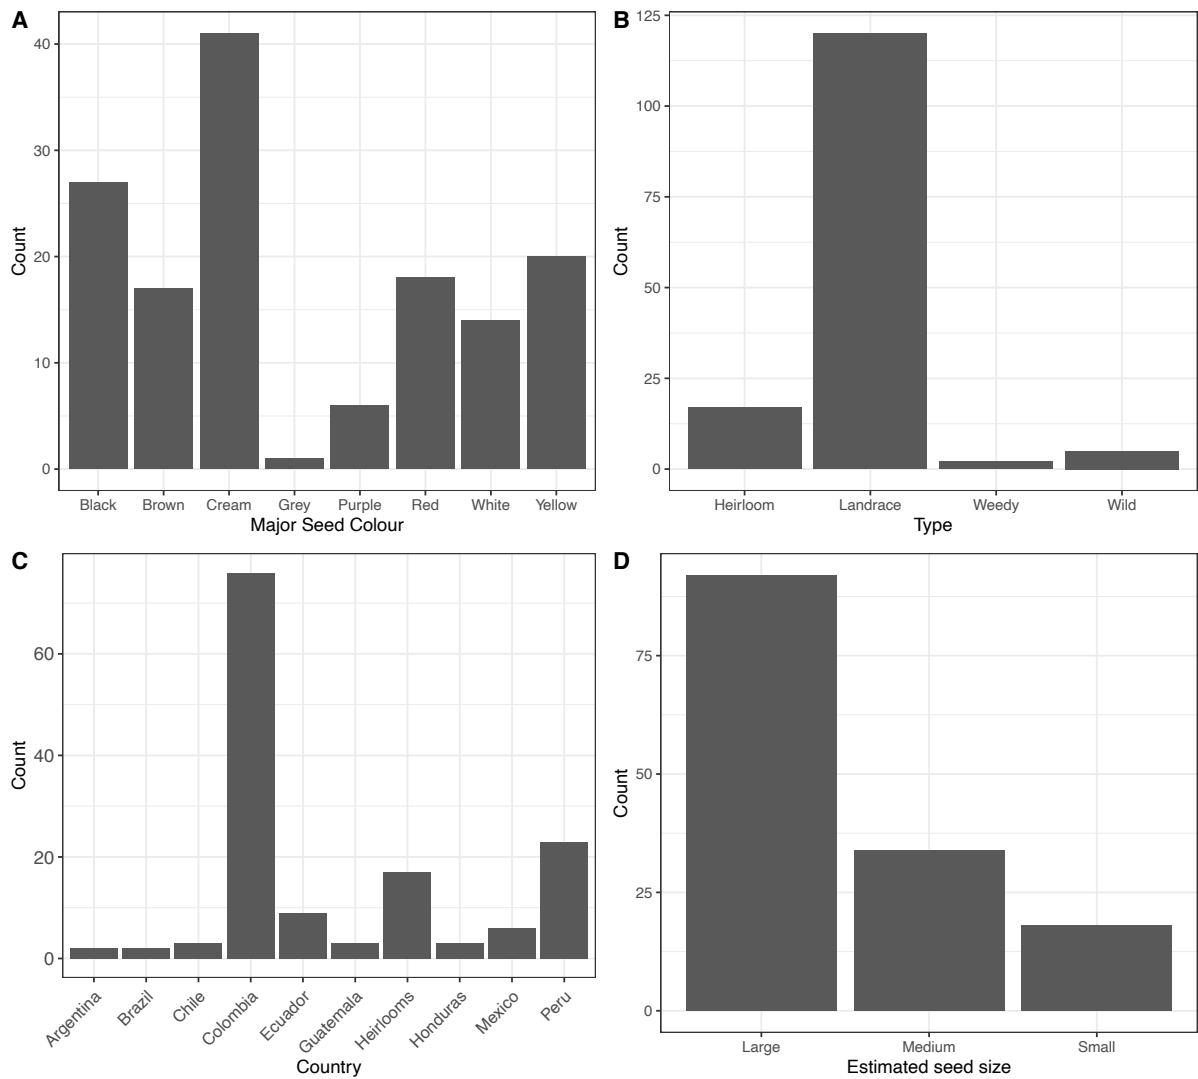 A
Count
40
30
20
10
0
Black Brown Cream Grey Purple Red White Yellow
Major Seed Colour
B
Count
125
100
75
50
25
0
Heirloom Landrace Weedy Wild
Type
C
Count
60
40
20
0
Argentina Brazil Chile Colombia Ecuador Guatemala Heirlooms Honduras Mexico Peru
Country
D
Count
75
50
25
0
Large Medium Small
Estimated seed size